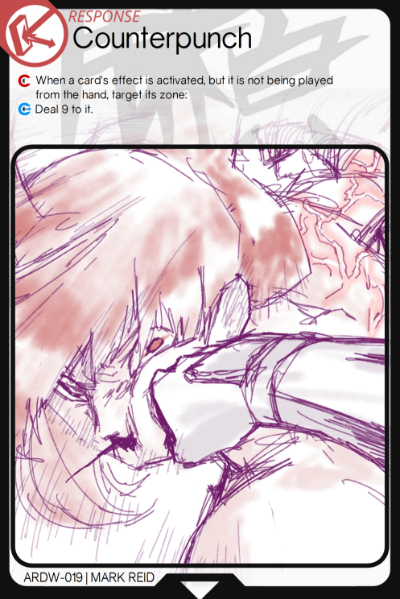 RESPONSE
Counterpunch
C When a card's effect is activated, but it is not being played
from the hand, target its zone:
Deal 9 to it.
ARDW-019 | MARK REID